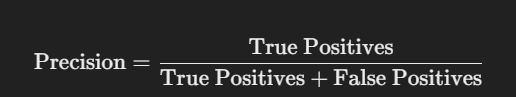 Precision = True Positives / True Positives + False Positives